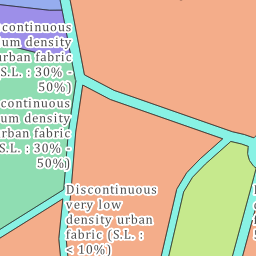 continuous
um density
urban fabric
(S.L. : 30% -
50%)
continuous
um density
urban fabric
S.L. : 30% -
50%)
Discontinuous
very low
density urban
fabric (S.L. :
< 10%)